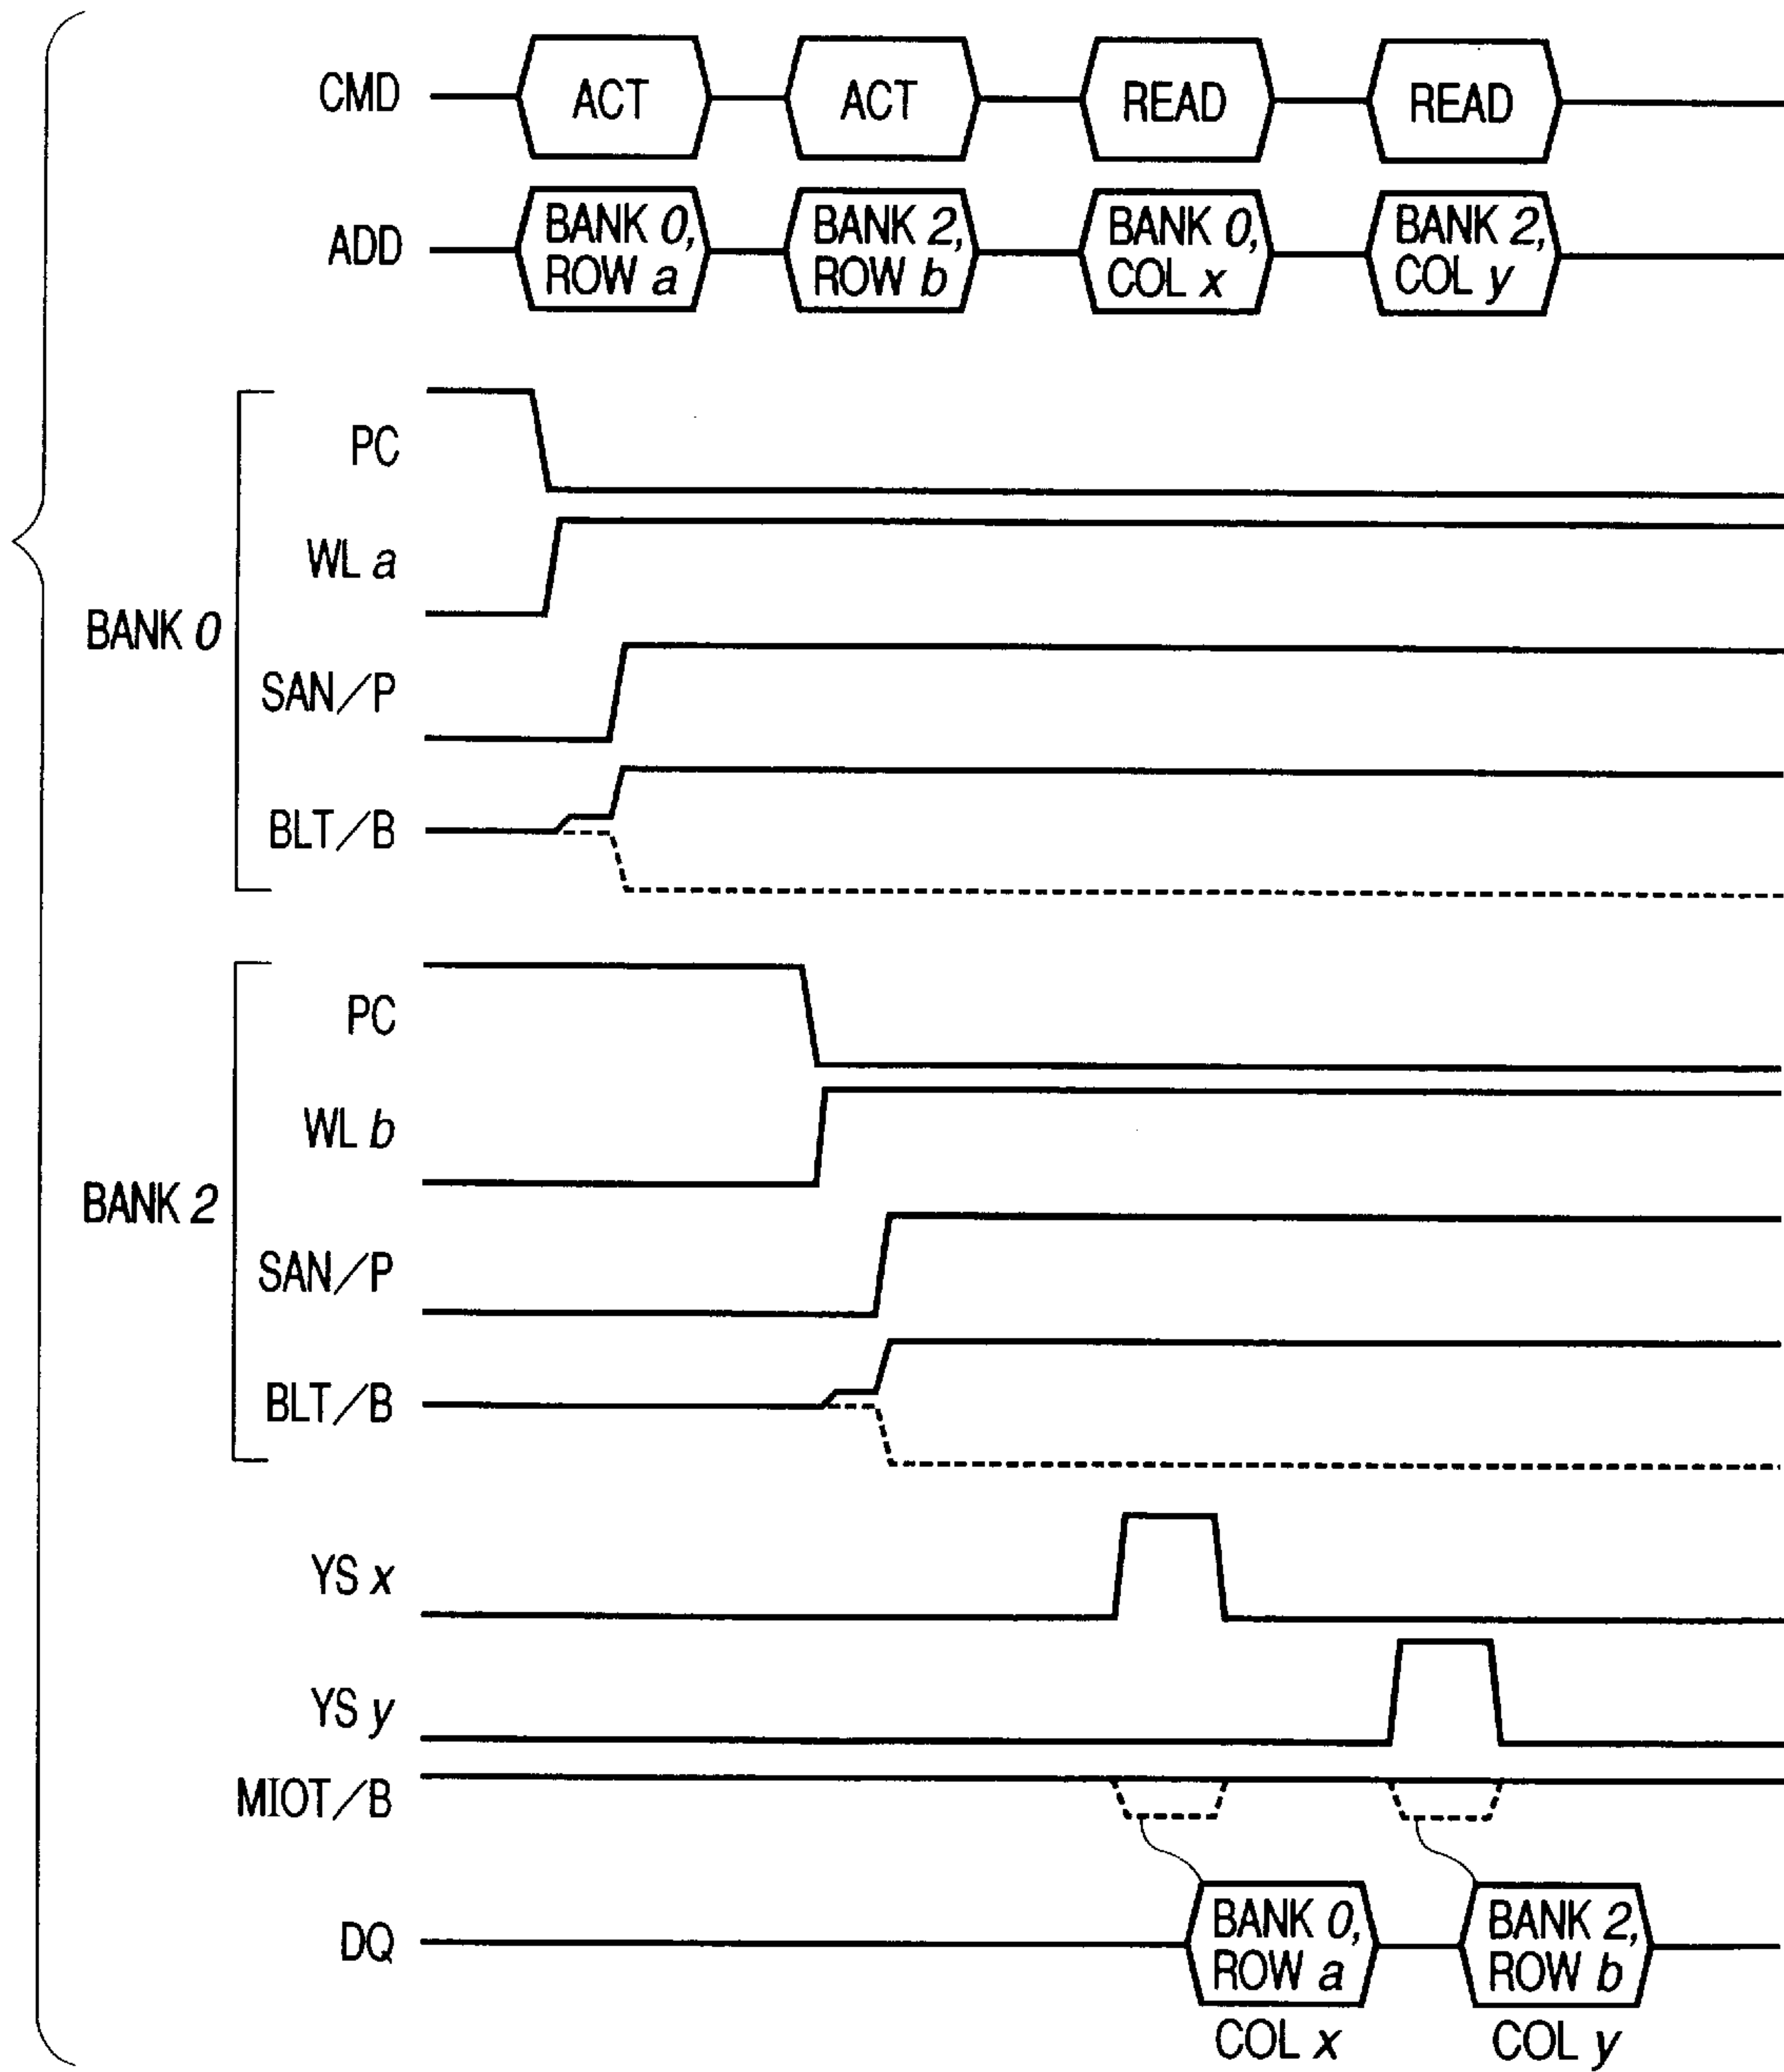 CMD ACT ACT READ READ
ADD BANK 0, ROW a BANK 2, ROW b BANK 0, COL x BANK 2, COL y
BANK 0
PC
WL a
SAN/P
BLT/B
BANK 2
PC
WL b
SAN/P
BLT/B
YS x
YS y
MIOT/B
DQ BANK 0, ROW a BANK 2, ROW b
COL x COL y